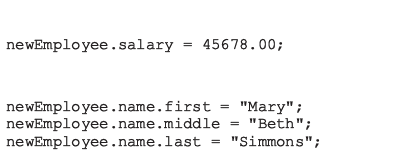 newEmployee.salary = 45678.00;
newEmployee.name.first = "Mary";
newEmployee.name.middle = "Beth";
newEmployee.name.last = "Simmons";